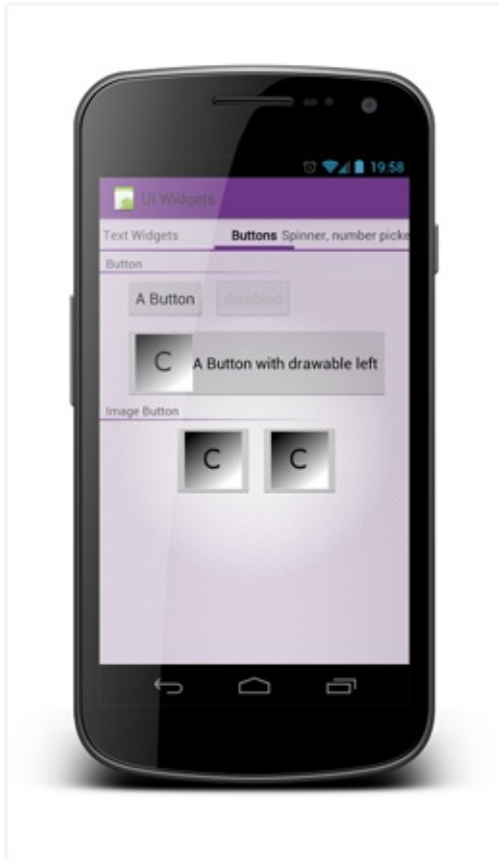 19:58
UI Widgets
Text Widgets Buttons Spinner, number picke
Button
A Button disabled
C A Button with drawable left
Image Button
C C